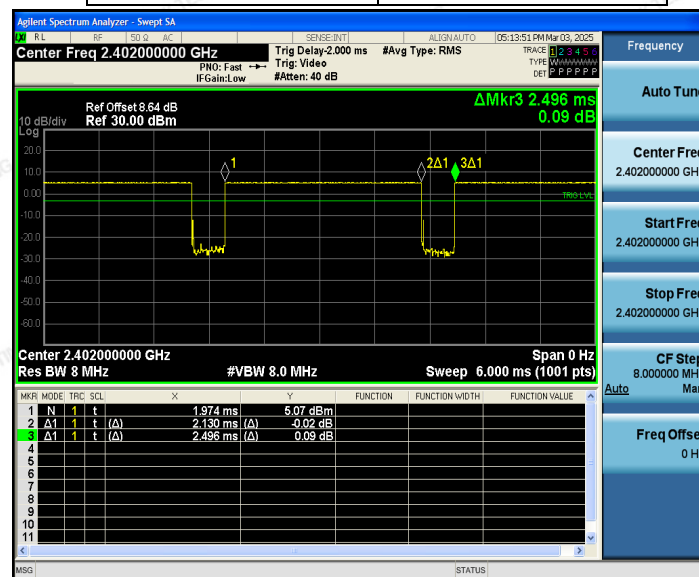 Agilent Spectrum Analyzer - Swept SA
LXI RL RF 50 Ω AC SENSE:INT ALIGNAUTO 05:13:51 PM Mar 03, 2025
Center Freq 2.402000000 GHz
PNO: Fast
IFGain:Low
Trig Delay-2.000 ms
Trig: Video
#Atten: 40 dB
#Avg Type: RMS
TRACE 1 2 3 4 5 6
TYPE W
DET P P P P P P
Ref Offset 8.64 dB
10 dB/div Ref 30.00 dBm
Log
ΔMkr3 2.496 ms
0.09 dB
20.0
10.0
0.00
-10.0
-20.0
-30.0
-40.0
-50.0
-60.0
1
2Δ1
3Δ1
TRIG LVL
Center 2.402000000 GHz Span 0 Hz
Res BW 8 MHz #VBW 8.0 MHz Sweep 6.000 ms (1001 pts)
MKR MODE TRC SCL X Y FUNCTION FUNCTION WIDTH FUNCTION VALUE
1 N 1 t 1.974 ms 5.07 dBm
2 Δ1 1 t (Δ) 2.130 ms (Δ) -0.02 dB
3 Δ1 1 t (Δ) 2.496 ms (Δ) 0.09 dB
4
5
6
7
8
9
10
11
MSG STATUS
Frequency
Auto Tun
Center Fre
2.402000000 GH
Start Fre
2.402000000 GH
Stop Fre
2.402000000 GH
CF Ste
8.000000 MH
Auto Ma
Freq Offse
0 H